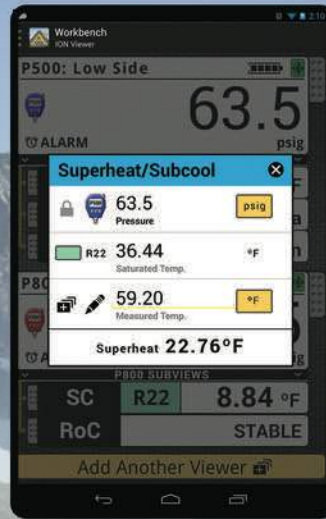 2:10
Workbench
ION Viewer
P500: Low Side
63.5
ALARM psig
Superheat/Subcool
63.5 psig
Pressure
R22 36.44 °F
Saturated Temp.
59.20 °F
Measured Temp.
Superheat 22.76°F
P800 SUBVIEWS
SC R22 8.84 °F
RoC STABLE
Add Another Viewer